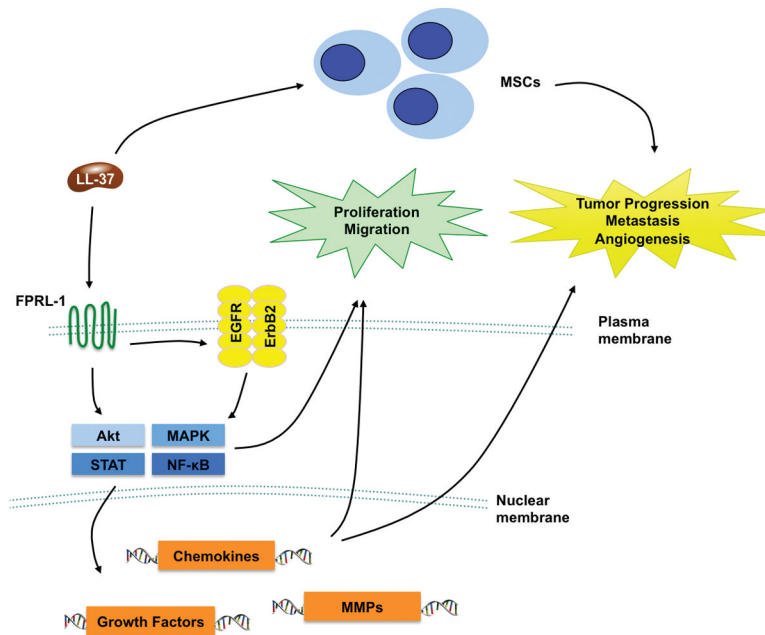 MSCs
LL-37
Proliferation
Migration
Tumor Progression
Metastasis
Angiogenesis
FPRL-1
EGFR
ErbB2
Plasma
membrane
Akt
MAPK
STAT
NF-κB
Nuclear
membrane
Chemokines
MMPs
Growth Factors